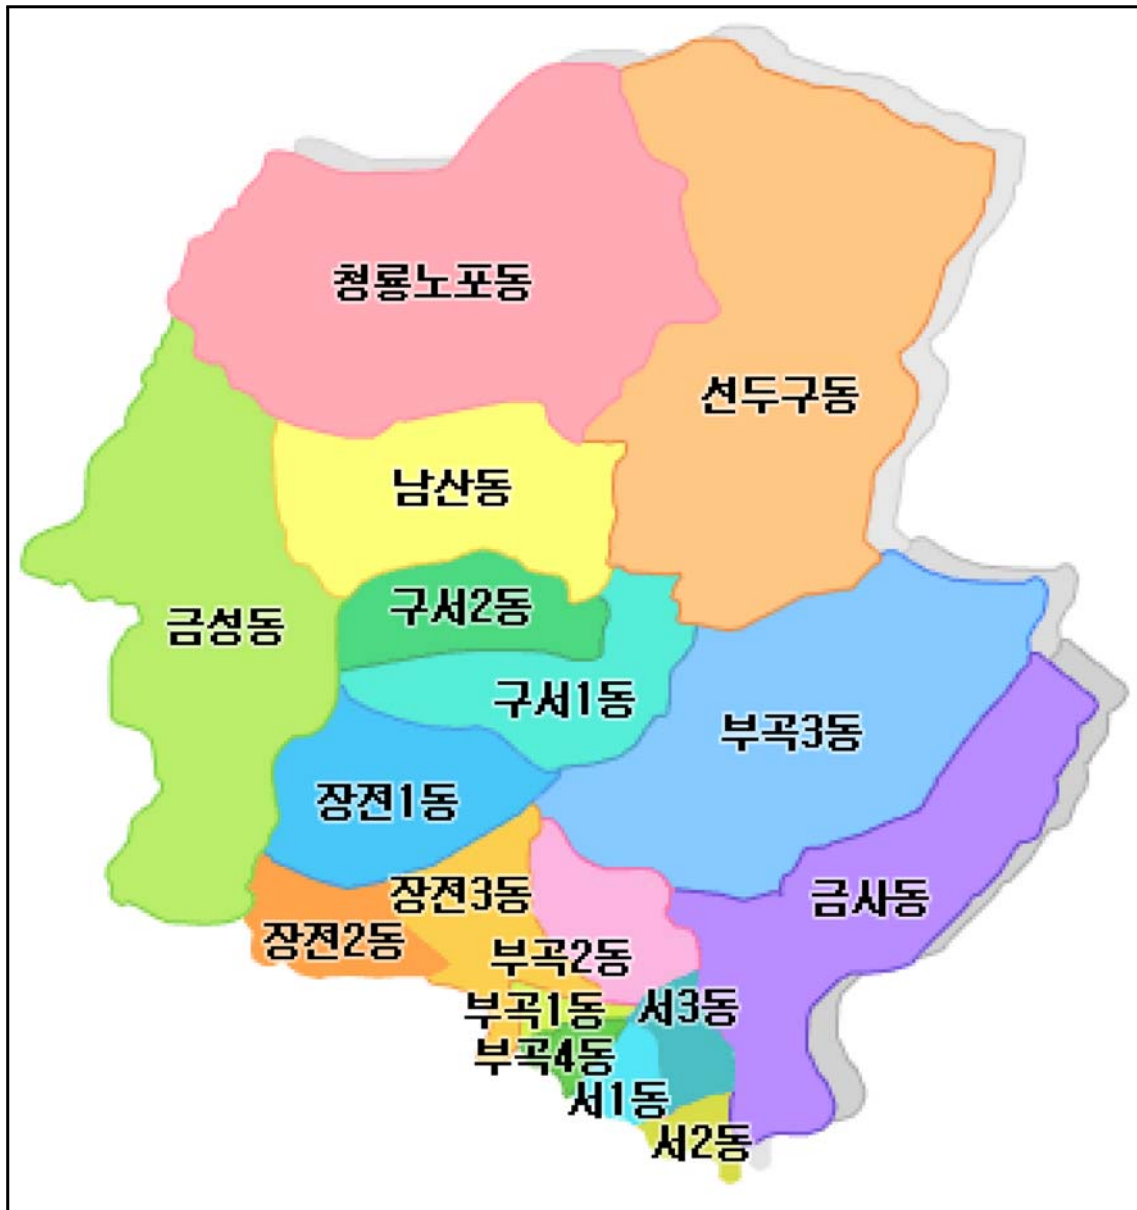 청룡노포동
선두구동
남산동
구서2동
금성동
구서1동
부곡3동
장전1동
장전3동
금사동
장전2동
부곡2동
부곡1동
서3동
부곡4동
서1동
서2동